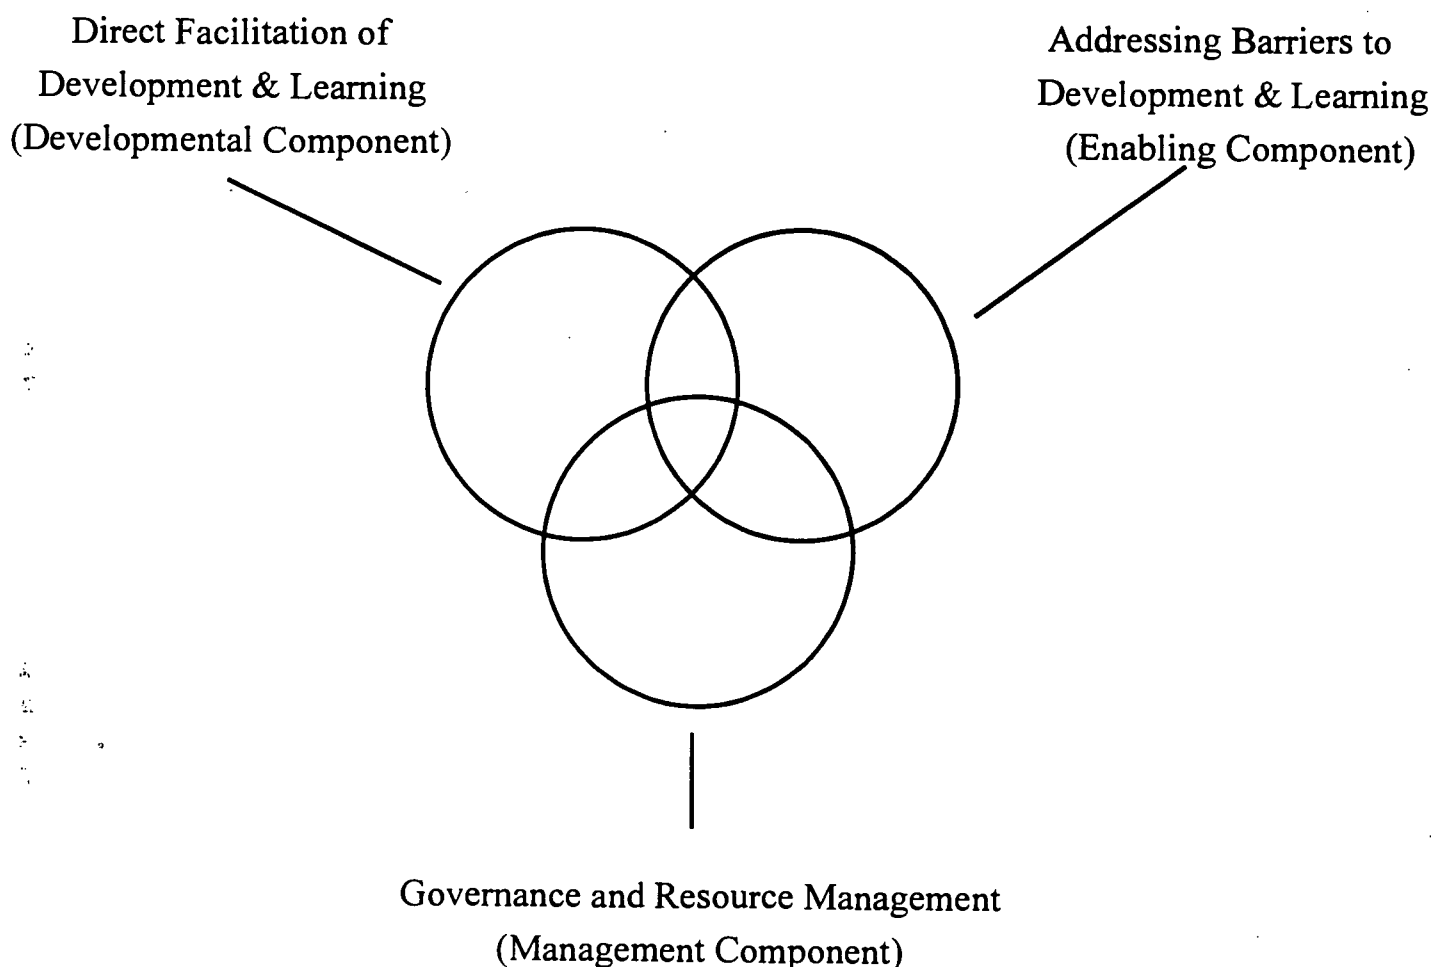 Direct Facilitation of
Development & Learning
(Developmental Component)
Addressing Barriers to
Development & Learning
(Enabling Component)
Governance and Resource Management
(Management Component)